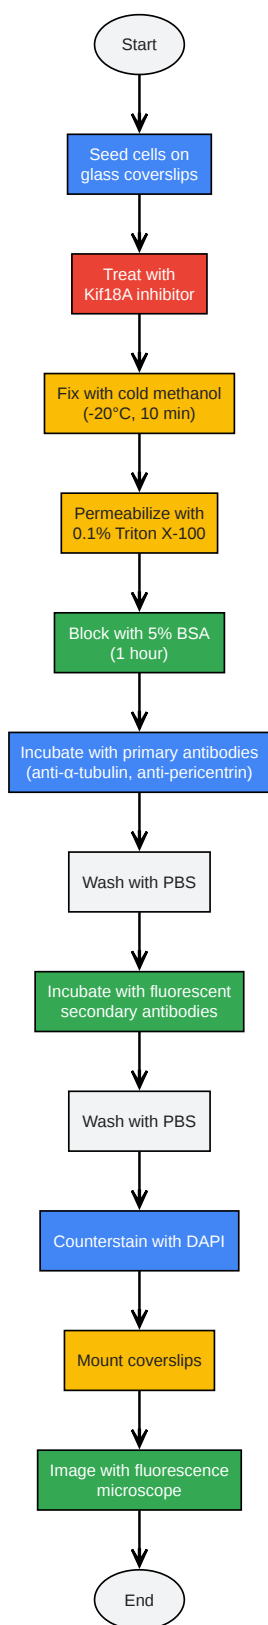 Start
Seed cells on
glass coverslips
Treat with
Kif18A inhibitor
Fix with cold methanol
(-20°C, 10 min)
Permeabilize with
0.1% Triton X-100
Block with 5% BSA
(1 hour)
Incubate with primary antibodies
(anti-α-tubulin, anti-pericentrin)
Wash with PBS
Incubate with fluorescent
secondary antibodies
Wash with PBS
Counterstain with DAPI
Mount coverslips
Image with fluorescence
microscope
End